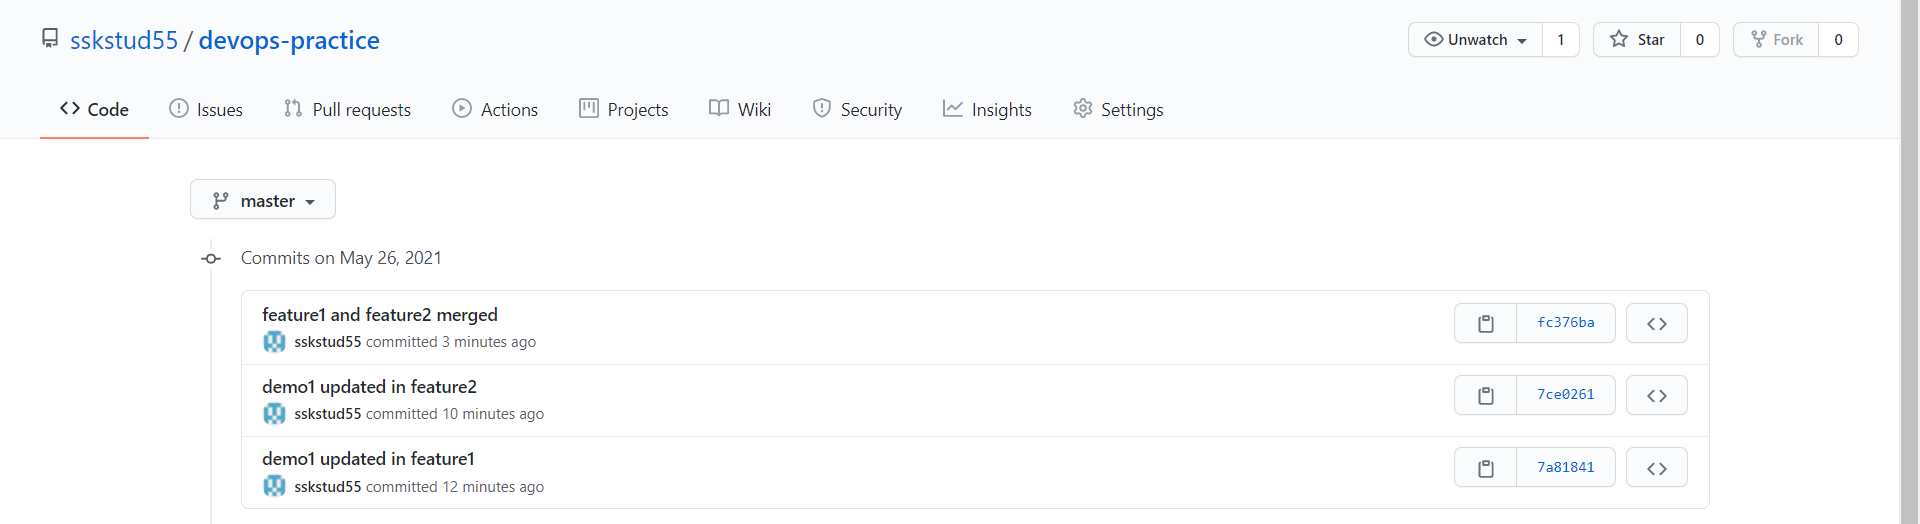 sskstud55 / devops-practice
Unwatch 1 Star 0 Fork 0
Code Issues Pull requests Actions Projects Wiki Security Insights Settings
master
Commits on May 26, 2021
feature1 and feature2 merged
sskstud55 committed 3 minutes ago
fc376ba
demo1 updated in feature2
sskstud55 committed 10 minutes ago
7ce0261
demo1 updated in feature1
sskstud55 committed 12 minutes ago
7a81841